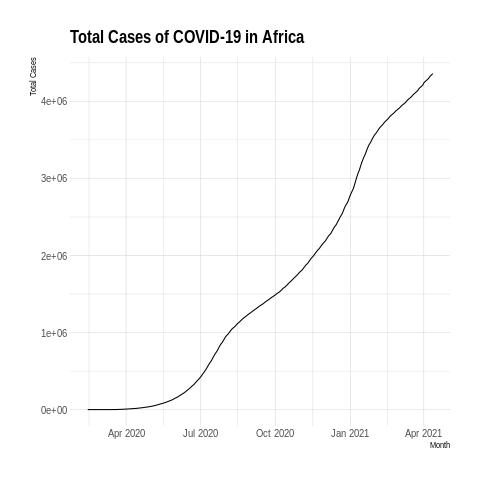 Total Cases of COVID-19 in Africa
Total Cases
4e+06
3e+06
2e+06
1e+06
0e+00
Apr 2020 Jul 2020 Oct 2020 Jan 2021 Apr 2021
Month